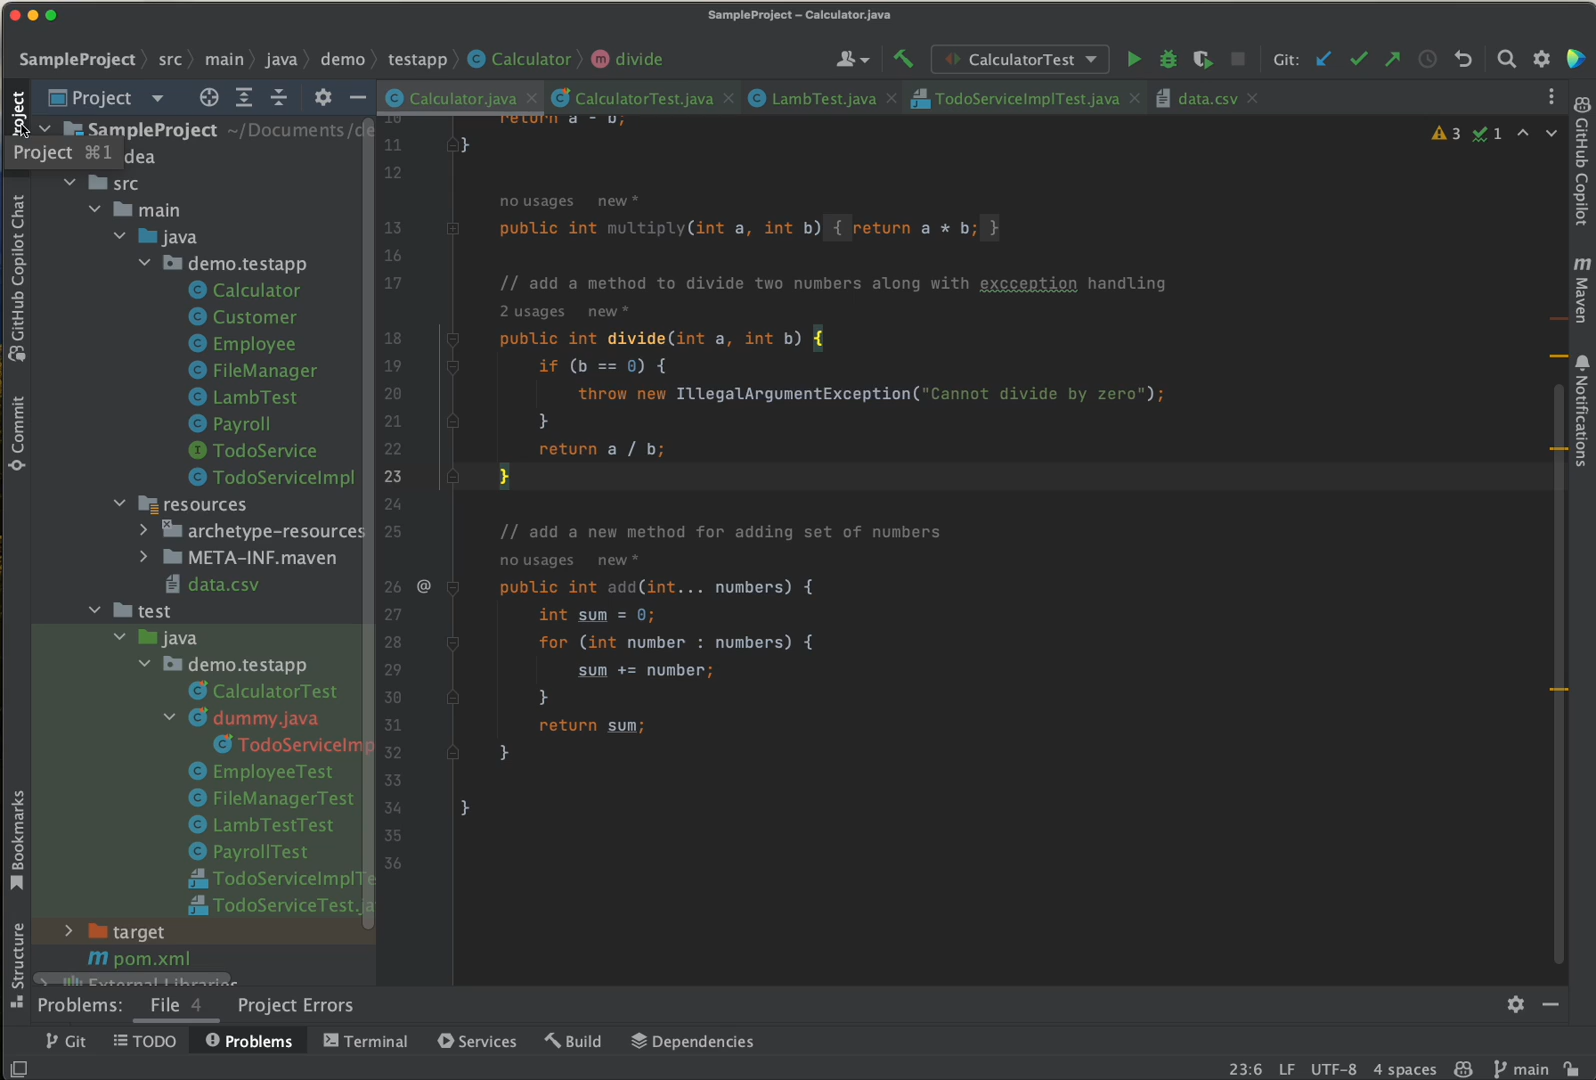 SampleProject – Calculator.java
SampleProject src main java demo testapp Calculator divide
CalculatorTest
Git:
Project
Project
Calculator.java
CalculatorTest.java
LambTest.java
TodoServiceImplTest.java
data.csv
SampleProject ~/Documents/de
Project ⌘1
dea
src
main
java
demo.testapp
Calculator
Customer
Employee
FileManager
LambTest
Payroll
TodoService
TodoServiceImpl
resources
archetype-resources
META-INF.maven
data.csv
test
java
demo.testapp
CalculatorTest
dummy.java
TodoServiceImp
EmployeeTest
FileManagerTest
LambTestTest
PayrollTest
TodoServiceImplTe
TodoServiceTest.ja
target
pom.xml
External Libraries
GitHub Copilot Chat
Commit
Bookmarks
Structure
3 1
10 return a - b;
11 }
12
no usages new *
13 public int multiply(int a, int b) { return a * b; }
16
17 // add a method to divide two numbers along with excception handling
2 usages new *
18 public int divide(int a, int b) {
19 if (b == 0) {
20 throw new IllegalArgumentException("Cannot divide by zero");
21 }
22 return a / b;
23 }
24
25 // add a new method for adding set of numbers
no usages new *
26 @ public int add(int... numbers) {
27 int sum = 0;
28 for (int number : numbers) {
29 sum += number;
30 }
31 return sum;
32 }
33
34 }
35
36
GitHub Copilot
Maven
Notifications
Problems: File 4 Project Errors
Git TODO Problems Terminal Services Build Dependencies
23:6 LF UTF-8 4 spaces main